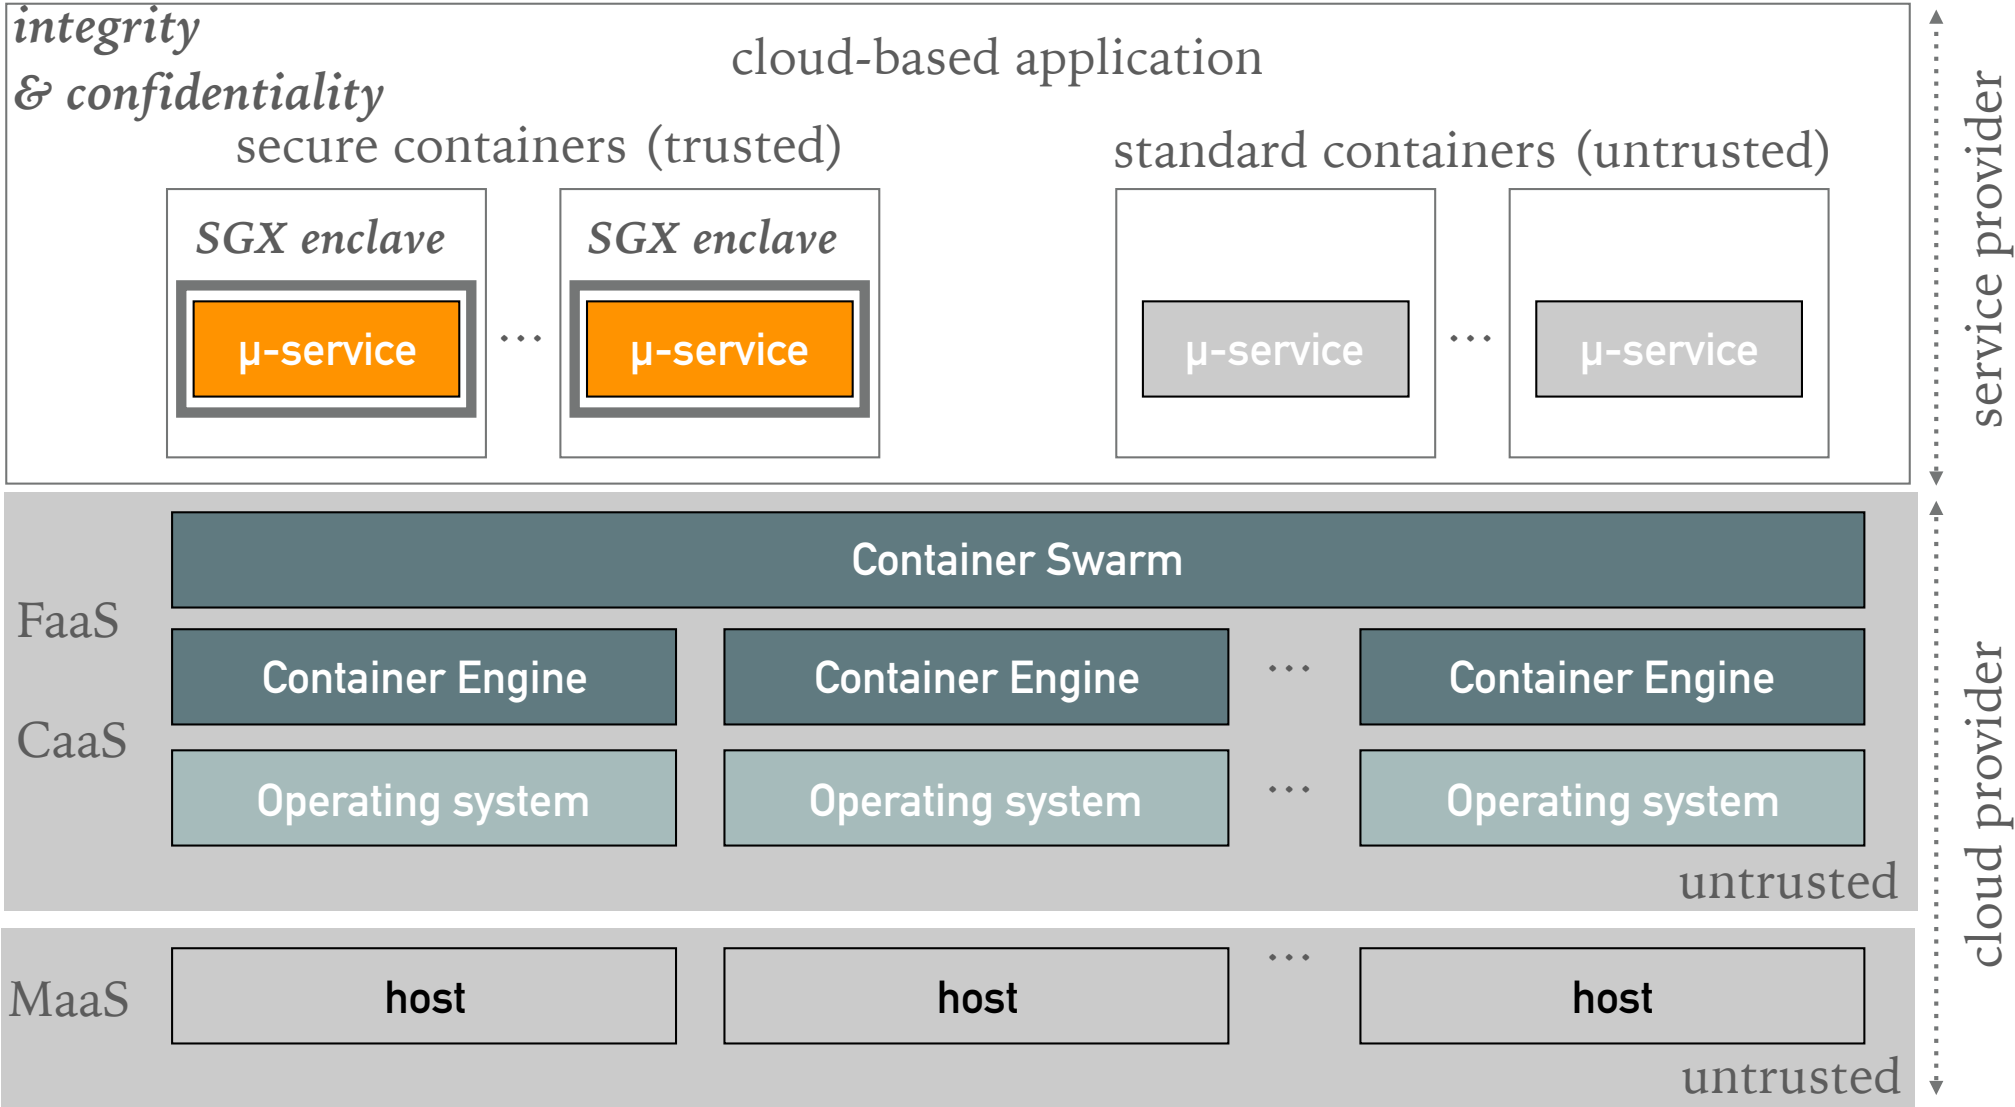 integrity
& confidentiality
cloud-based application
secure containers (trusted)
standard containers (untrusted)
SGX enclave
SGX enclave
μ-service
...
μ-service
μ-service
...
μ-service
service provider
Container Swarm
FaaS
Container Engine
Container Engine
...
Container Engine
CaaS
Operating system
Operating system
...
Operating system
untrusted
cloud provider
MaaS
host
host
...
host
untrusted